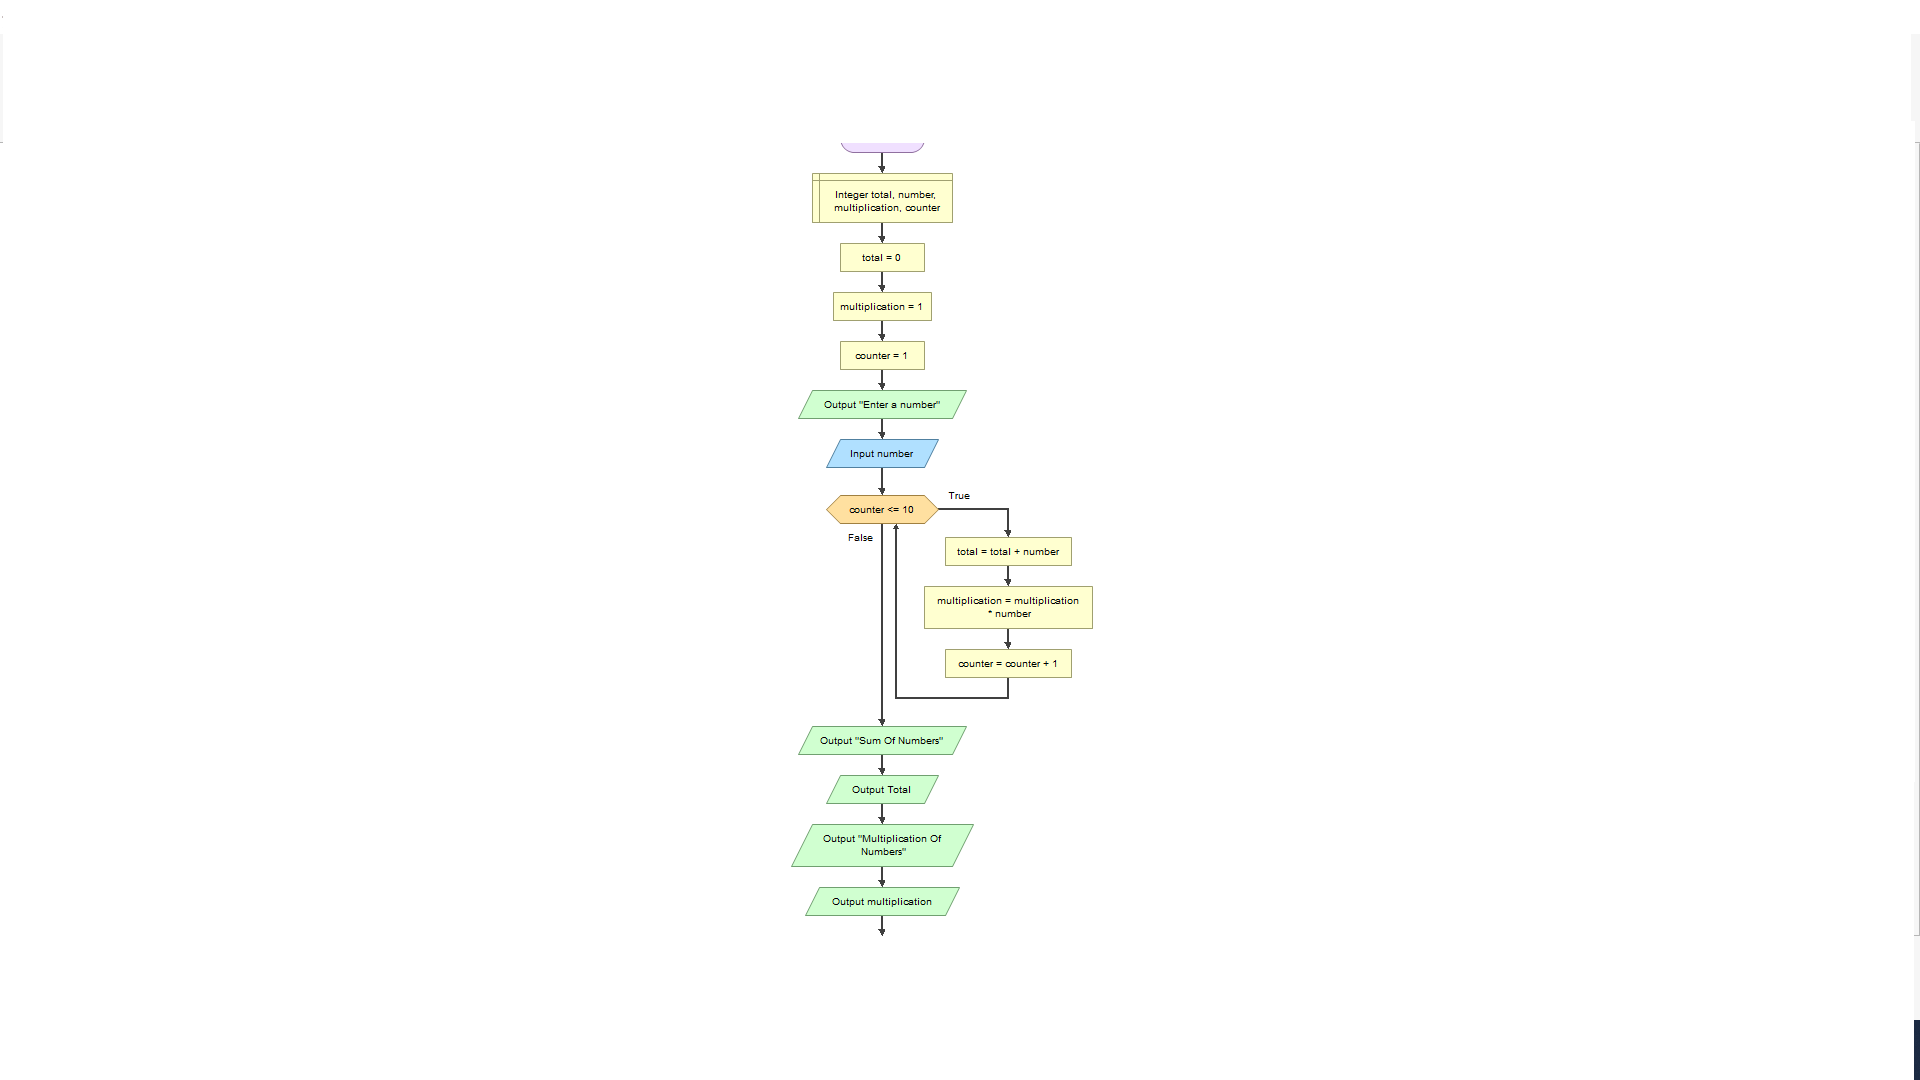 Integer total, number,
multiplication, counter
total = 0
multiplication = 1
counter = 1
Output "Enter a number"
Input number
counter <= 10
True
False
total = total + number
multiplication = multiplication
* number
counter = counter + 1
Output "Sum Of Numbers"
Output Total
Output "Multiplication Of
Numbers"
Output multiplication